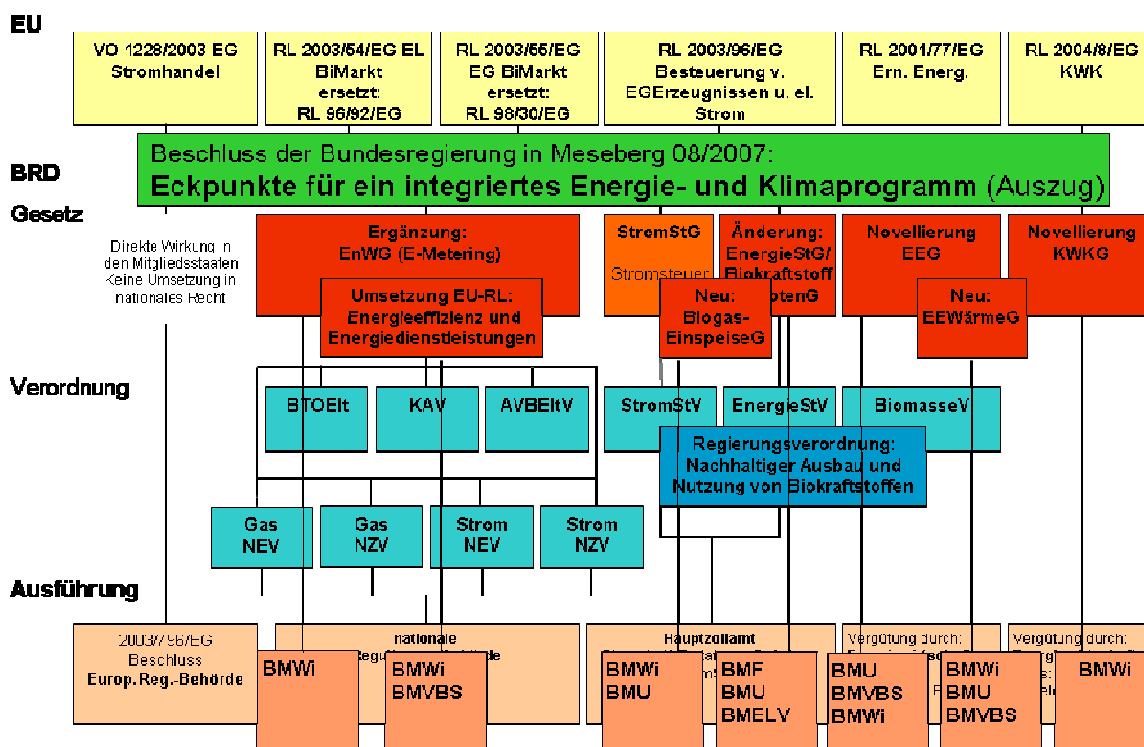 EU
VO 1228/2003 EG
Stromhandel
RL 2003/54/EG EL
BiMarkt
ersetzt:
RL 96/92/EG
RL 2003/55/EG
EG BiMarkt
ersetzt:
RL 98/30/EG
RL 2003/96/EG
Besteuerung v.
EGErzeugnissen u. el.
Strom
RL 2001/77/EG
Ern. Energ.
RL 2004/8/EG
KWK
BRD
Beschluss der Bundesregierung in Meseberg 08/2007:
Eckpunkte für ein integriertes Energie- und Klimaprogramm (Auszug)
Gesetz
Direkte Wirkung in
den Mitgliedsstaaten
Keine Umsetzung in
nationales Recht
Ergänzung:
EnWG (E-Metering)
Umsetzung EU-RL:
Energieeffizienz und
Energiedienstleistungen
StromStG
Stromsteuer
Änderung:
EnergieStG/
Biokraftstoff
Neu:
Biogas-
EinspeiseG
Novellierung
EEG
Neu:
EEWärmeG
Novellierung
KWKG
Verordnung
BTOElt
KAV
AVBEltV
StromStV
EnergieStV
BiomasseV
Regierungsverordnung:
Nachhaltiger Ausbau und
Nutzung von Biokraftstoffen
Gas
NEV
Gas
NZV
Strom
NEV
Strom
NZV
Ausführung
2003/796/EG
Beschluss
Europ.Reg.-Behörde
BMWi
nationale
BMWi
BMVBS
Hauptzollamt
BMWi
BMU
BMF
BMU
BMELV
Vergütung durch:
BMU
BMVBS
BMWi
BMWi
BMU
BMVBS
Vergütung durch:
BMWi